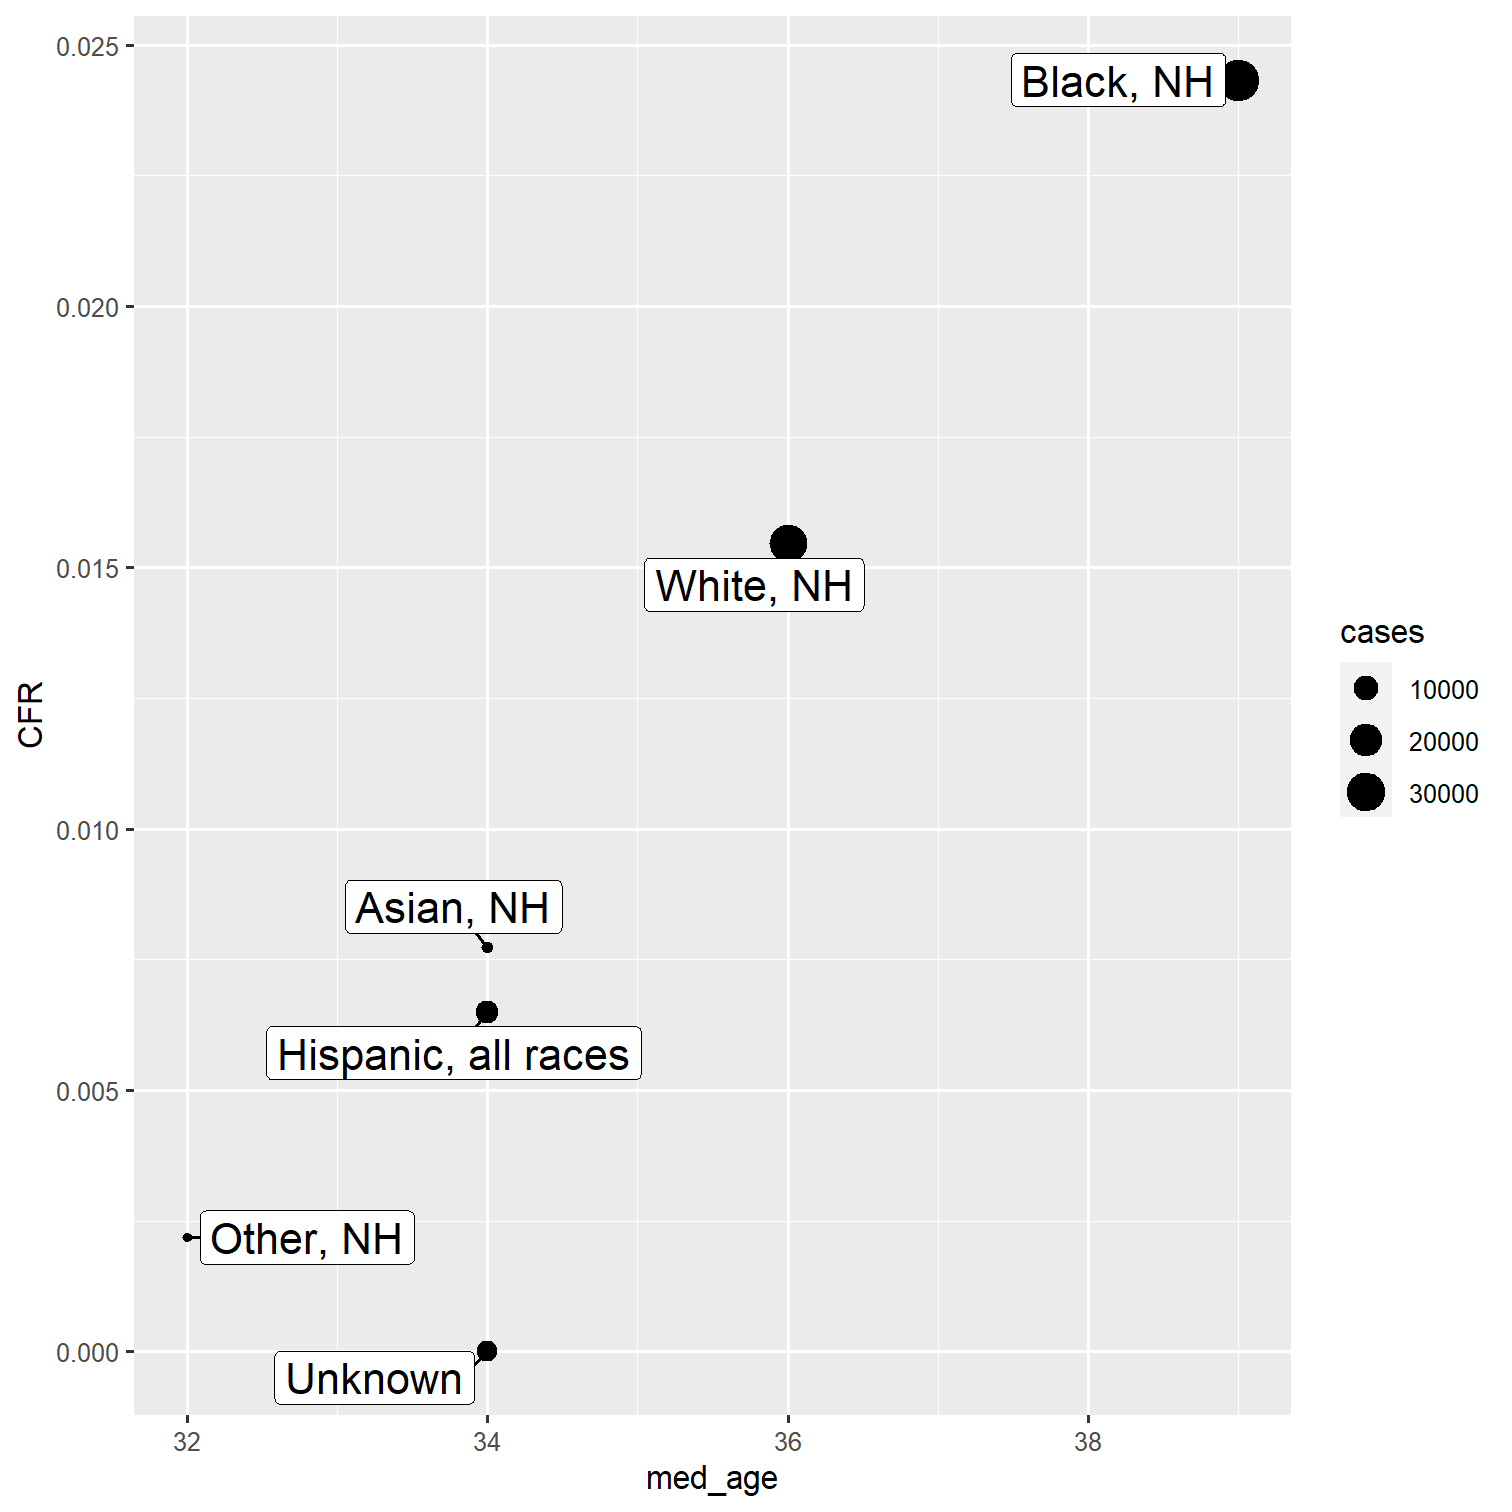 0.025
Black, NH
0.020
0.015
White, NH
0.010
Asian, NH
Hispanic, all races
0.005
Other, NH
0.000
Unknown
32
34
36
38
med_age
CFR
cases
10000
20000
30000